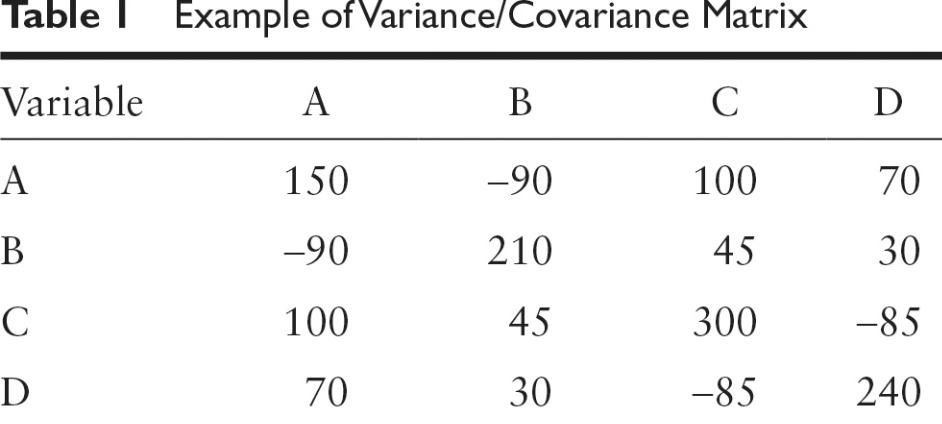 Table 1 Example of Variance/Covariance Matrix
Variable A B C D
A 150 –90 100 70
B –90 210 45 30
C 100 45 300 –85
D 70 30 –85 240